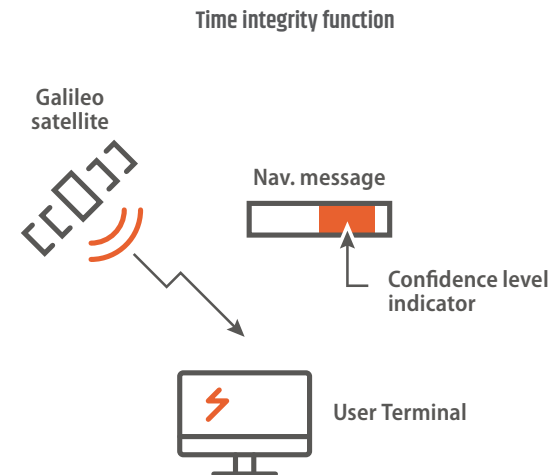 Time integrity function
Galileo
satellite
Nav. message
Confidence level
indicator
User Terminal